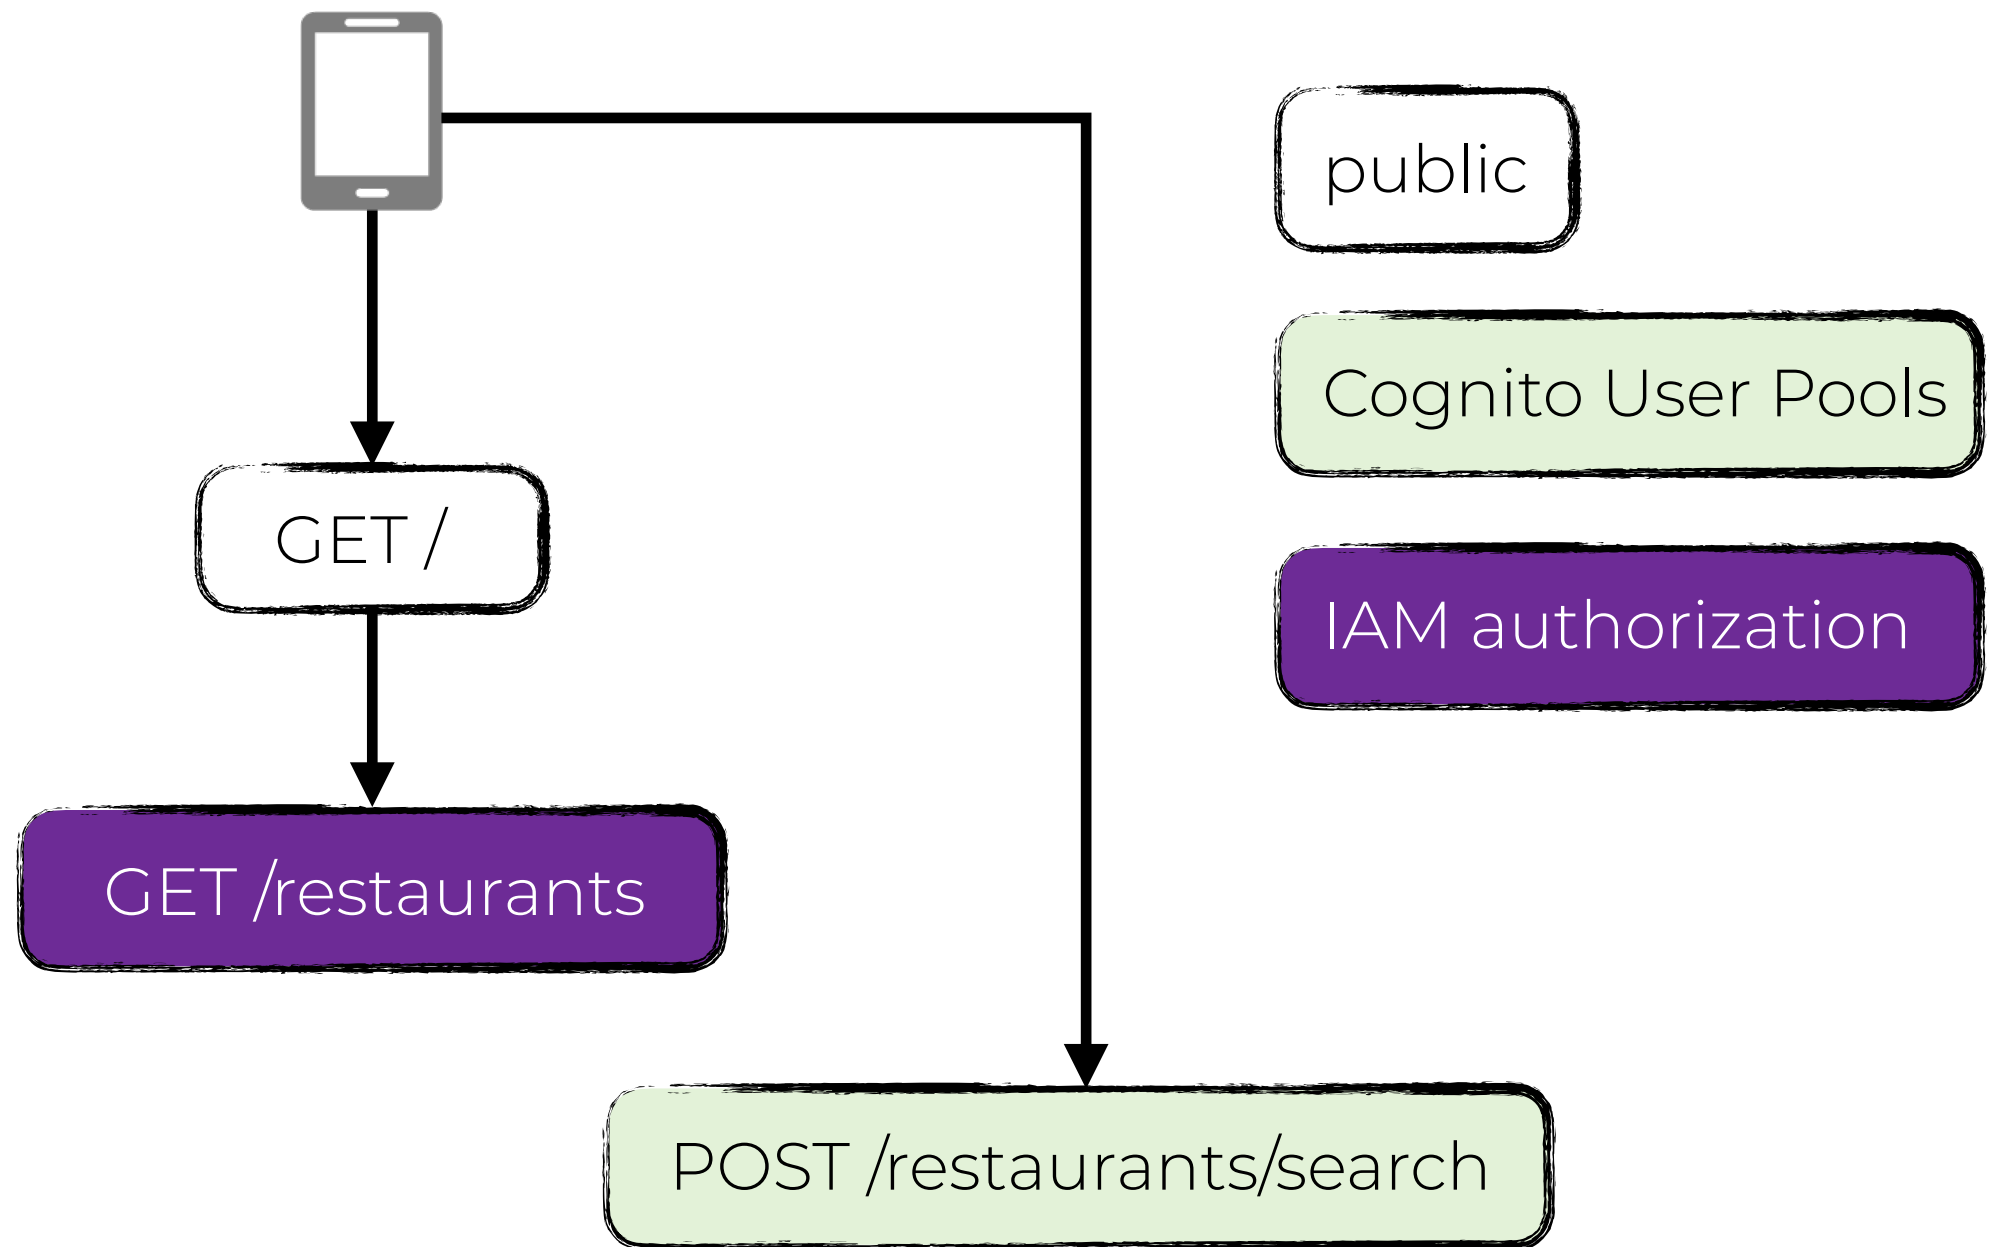 public
Cognito User Pools
GET /
IAM authorization
GET /restaurants
POST /restaurants/search